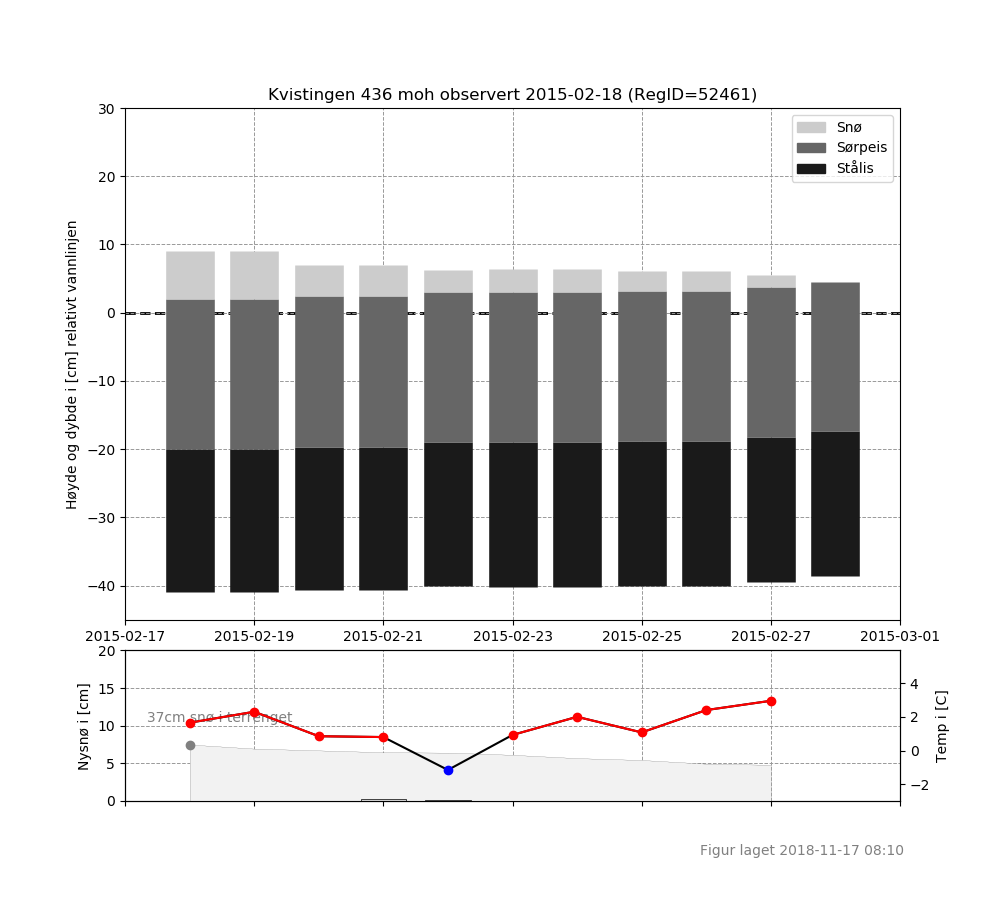 Kvistingen 436 moh observert 2015-02-18 (RegID=52461)
Høyde og dybde i [cm] relativt vannlinjen
30
20
10
0
−10
−20
−30
−40
Snø
Sørpeis
Stålis
2015-02-17 2015-02-19 2015-02-21 2015-02-23 2015-02-25 2015-02-27 2015-03-01
Nysnø i [cm]
20
15
10
5
0
37cm snø i terrenget
4
2
0
−2
Temp i [C]
Figur laget 2018-11-17 08:10